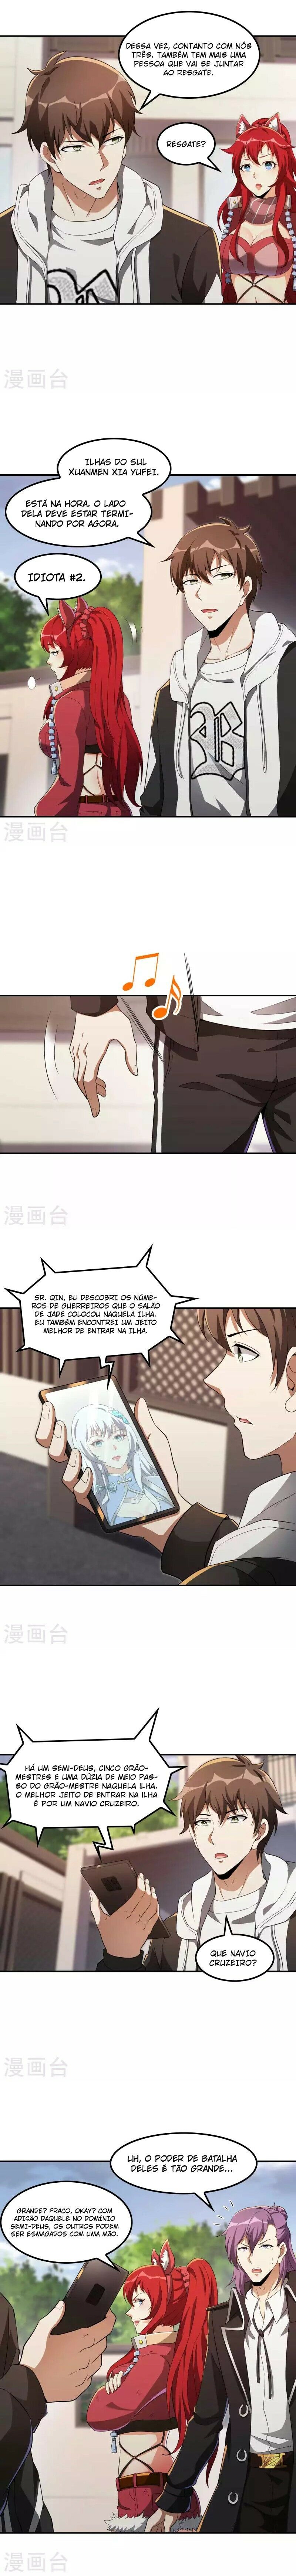 DESSA VEZ, CONTANTO COM NÓS
TRÊS. TAMBÉM TEM MAIS UMA
PESSOA QUE VAI SE JUNTAR
AO RESGATE.
RESGATE?
漫画台
ILHAS DO SUL
XUANMEN XIA YUFEI.
ESTÁ NA HORA. O LADO
DELA DEVE ESTAR TERMI-
NANDO POR AGORA.
IDIOTA #2.
漫画台
漫画台
SR. QIN, EU DESCOBRI OS NÚME-
ROS DE GUERREIROS QUE O SALÃO
DE JADE COLOCOU NAQUELA ILHA.
EU TAMBÉM ENCONTREI UM JEITO
MELHOR DE ENTRAR NA ILHA.
漫画台
HÁ UM SEMI-DEUS, CINCO GRÃO-
MESTRES E UMA DÚZIA DE MEIO PAS-
SO DO GRÃO-MESTRE NAQUELA ILHA.
O MELHOR JEITO DE ENTRAR NA ILHA
É POR UM NAVIO CRUZEIRO.
QUE NAVIO
CRUZEIRO?
漫画台
UH, O PODER DE BATALHA
DELES É TÃO GRANDE...
GRANDE? FRACO, OKAY? COM
ADIÇÃO DAQUELE NO DOMÍNIO
SEMI-DEUS, OS OUTROS PODEM
SER ESMAGADOS COM UMA MÃO.
漫画台